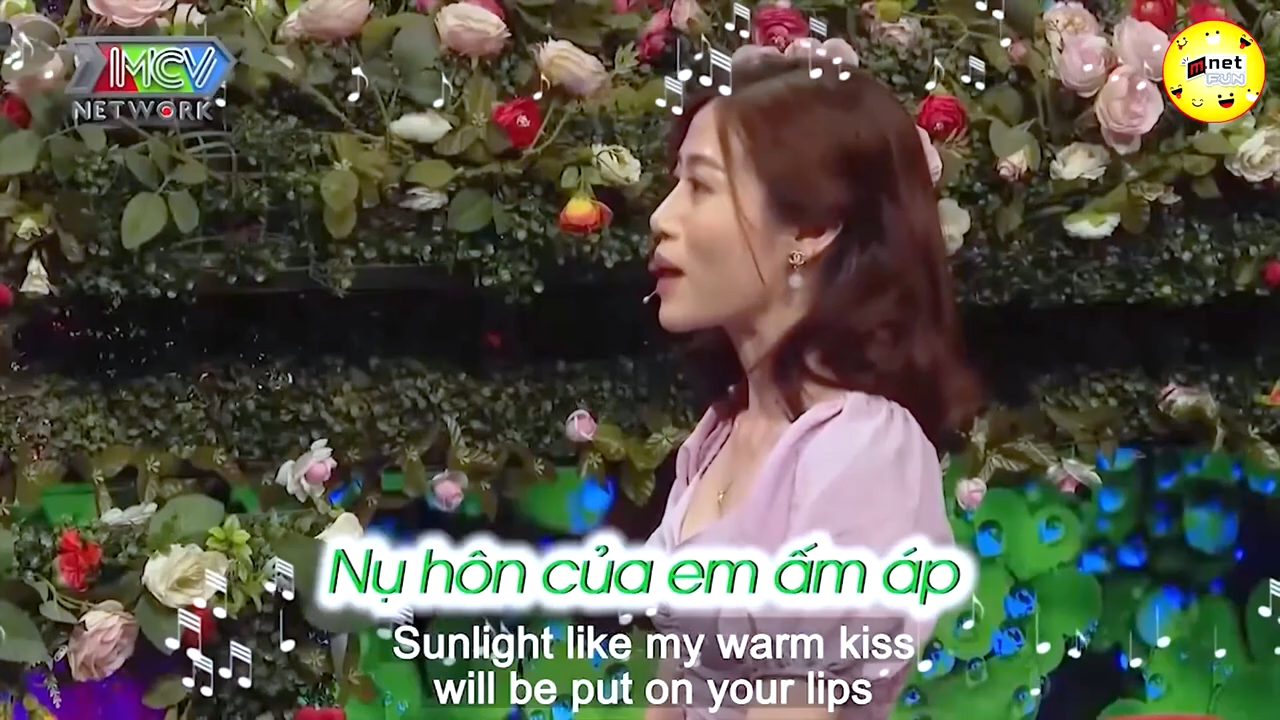 MCV
NETWORK
mnet
FUN
Nụ hôn của em ấm áp
Sunlight like my warm kiss
will be put on your lips